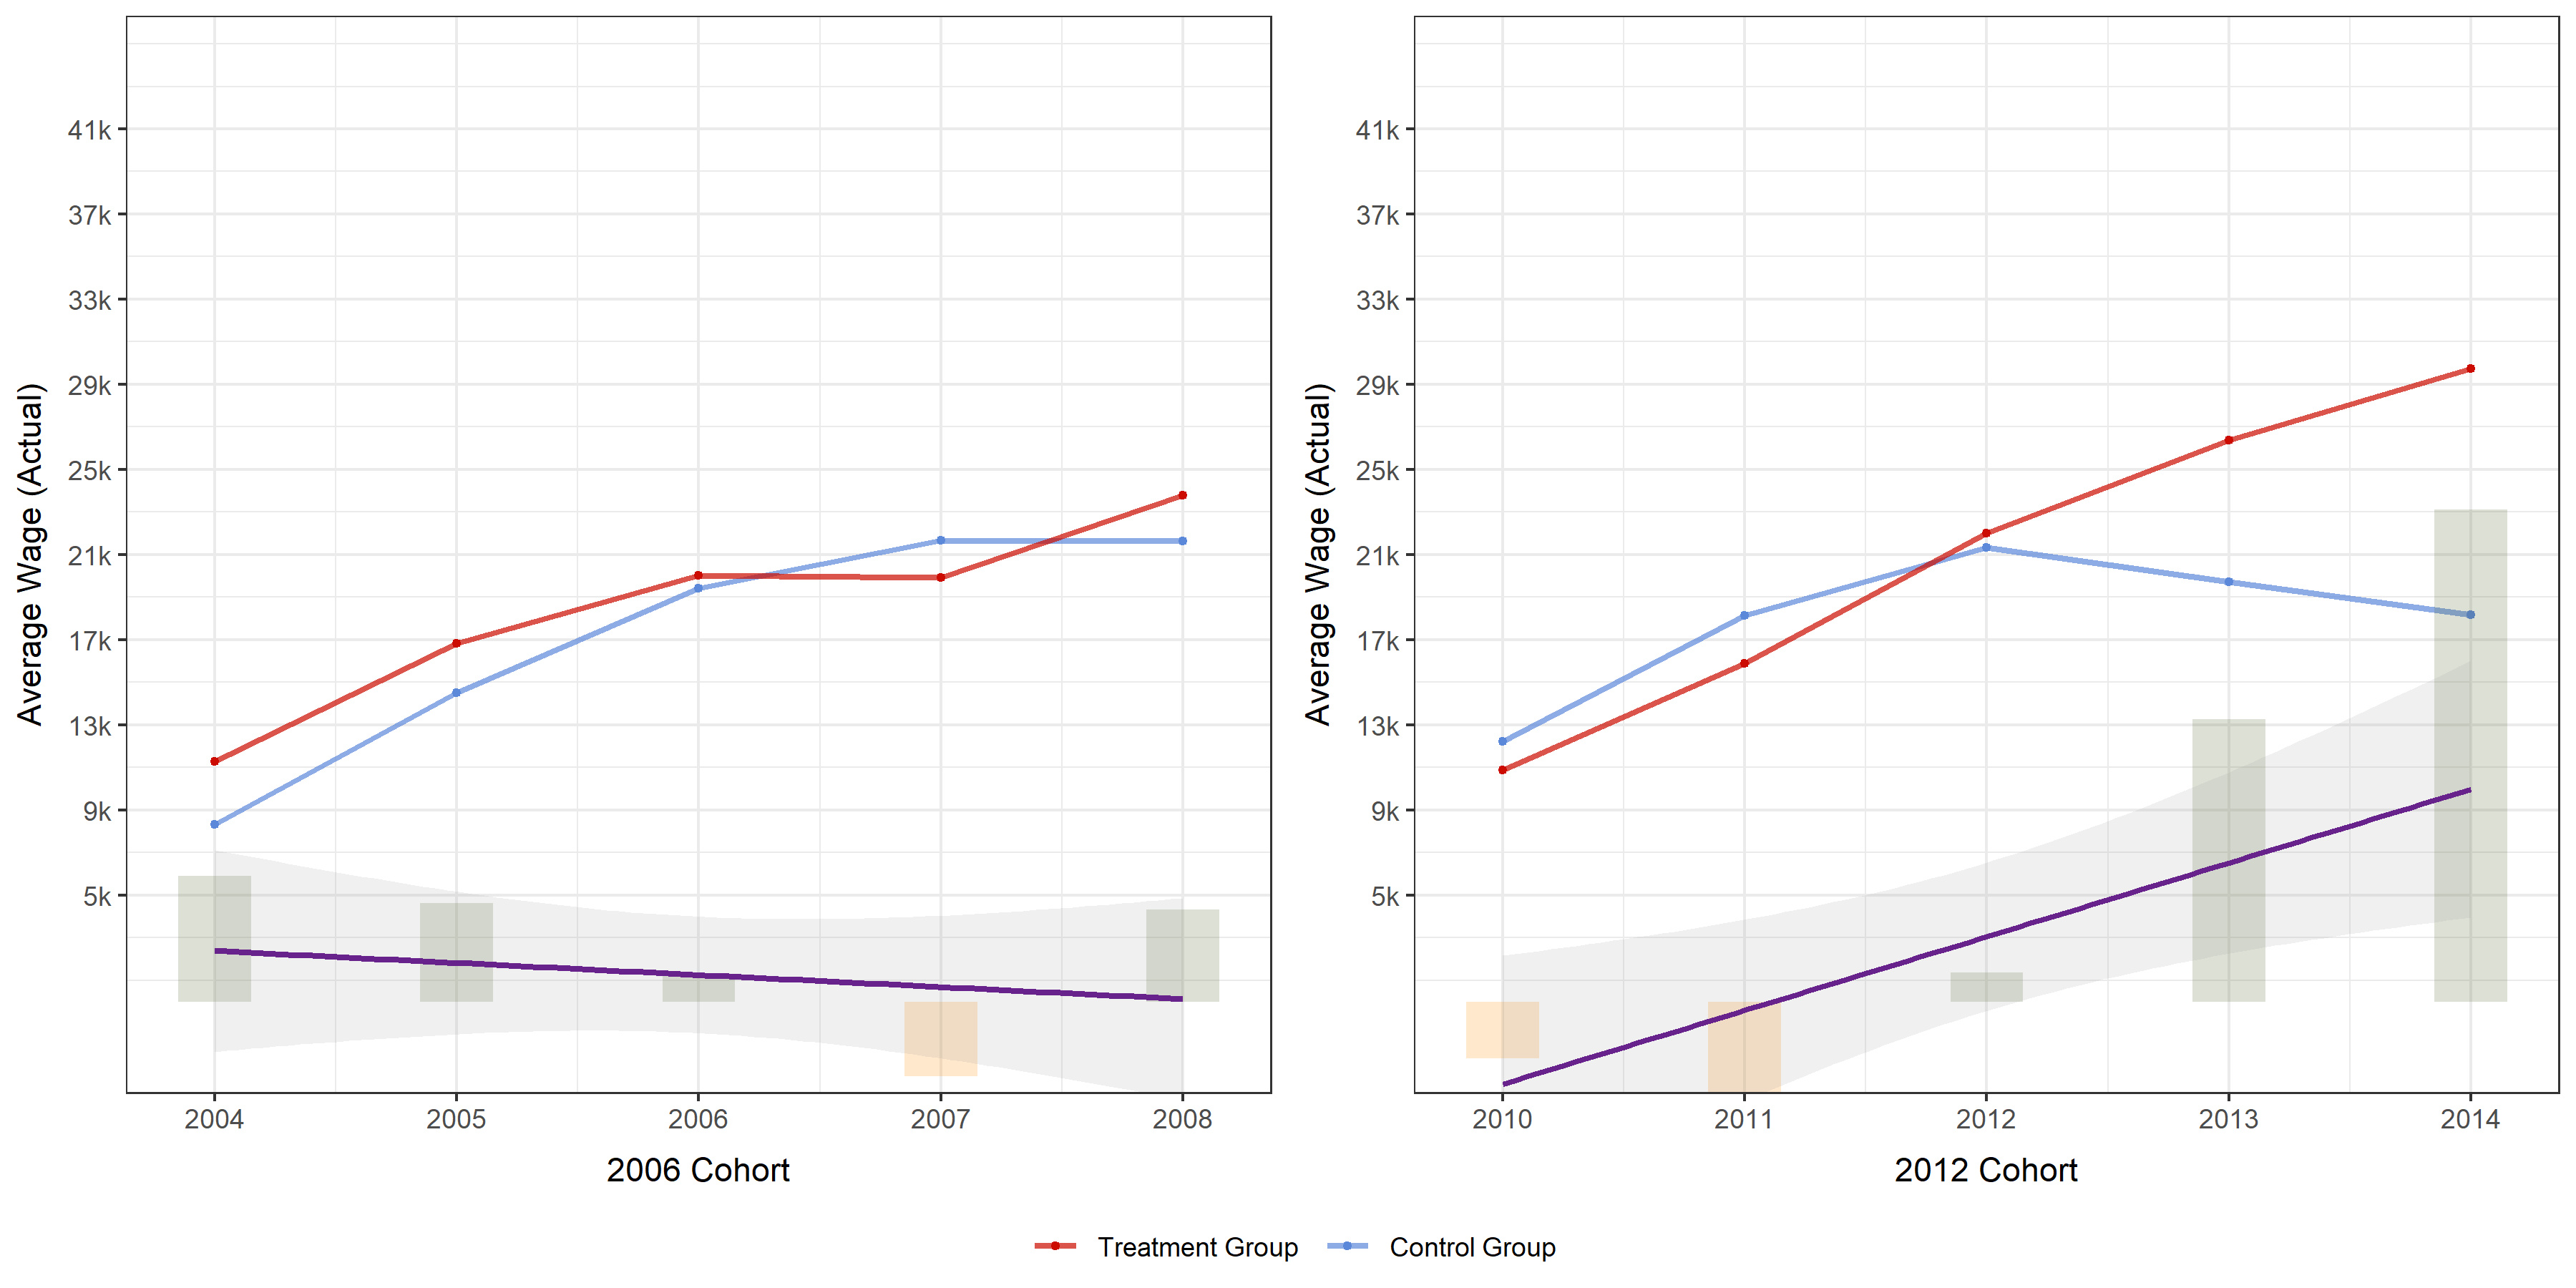 Average Wage (Actual)
41k
37k
33k
29k
25k
21k
17k
13k
9k
5k
2004 2005 2006 2007 2008
2006 Cohort
Average Wage (Actual)
41k
37k
33k
29k
25k
21k
17k
13k
9k
5k
2010 2011 2012 2013 2014
2012 Cohort
Treatment Group Control Group